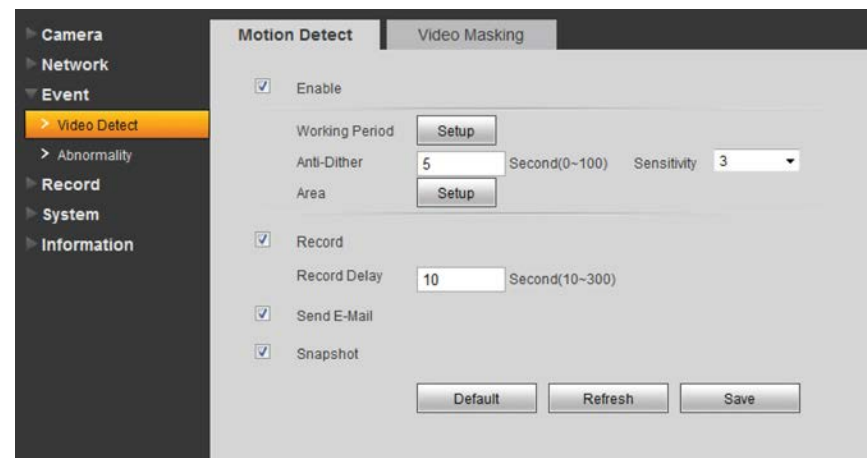 Camera
Network
Event
> Video Detect
> Abnormality
Record
System
Information
Motion Detect Video Masking
Enable
Working Period Setup
Anti-Dither 5 Second(0~100) Sensitivity 3
Area Setup
Record
Record Delay 10 Second(10~300)
Send E-Mail
Snapshot
Default Refresh Save